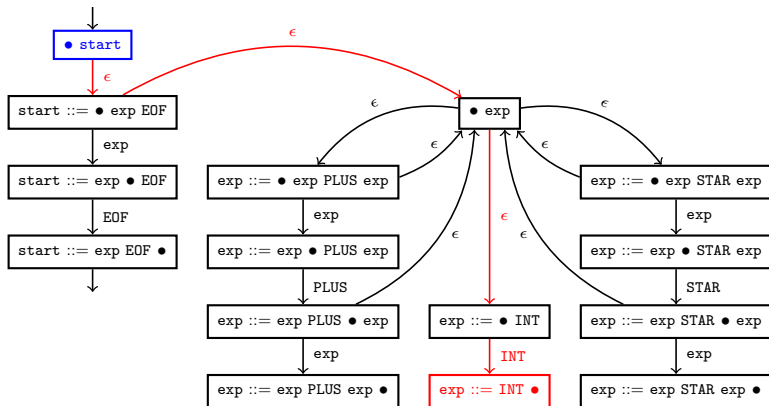 ϵ
● start
ϵ
start ::= ● exp EOF
ϵ
● exp
ϵ
exp
ϵ
ϵ
start ::= exp ● EOF
exp ::= ● exp PLUS exp
exp ::= ● exp STAR exp
EOF
exp
ϵ
ϵ
ϵ
exp
start ::= exp EOF ●
exp ::= exp ● PLUS exp
exp ::= exp ● STAR exp
PLUS
STAR
exp ::= exp PLUS ● exp
exp ::= ● INT
exp ::= exp STAR ● exp
exp
INT
exp
exp ::= exp PLUS exp ●
exp ::= INT ●
exp ::= exp STAR exp ●